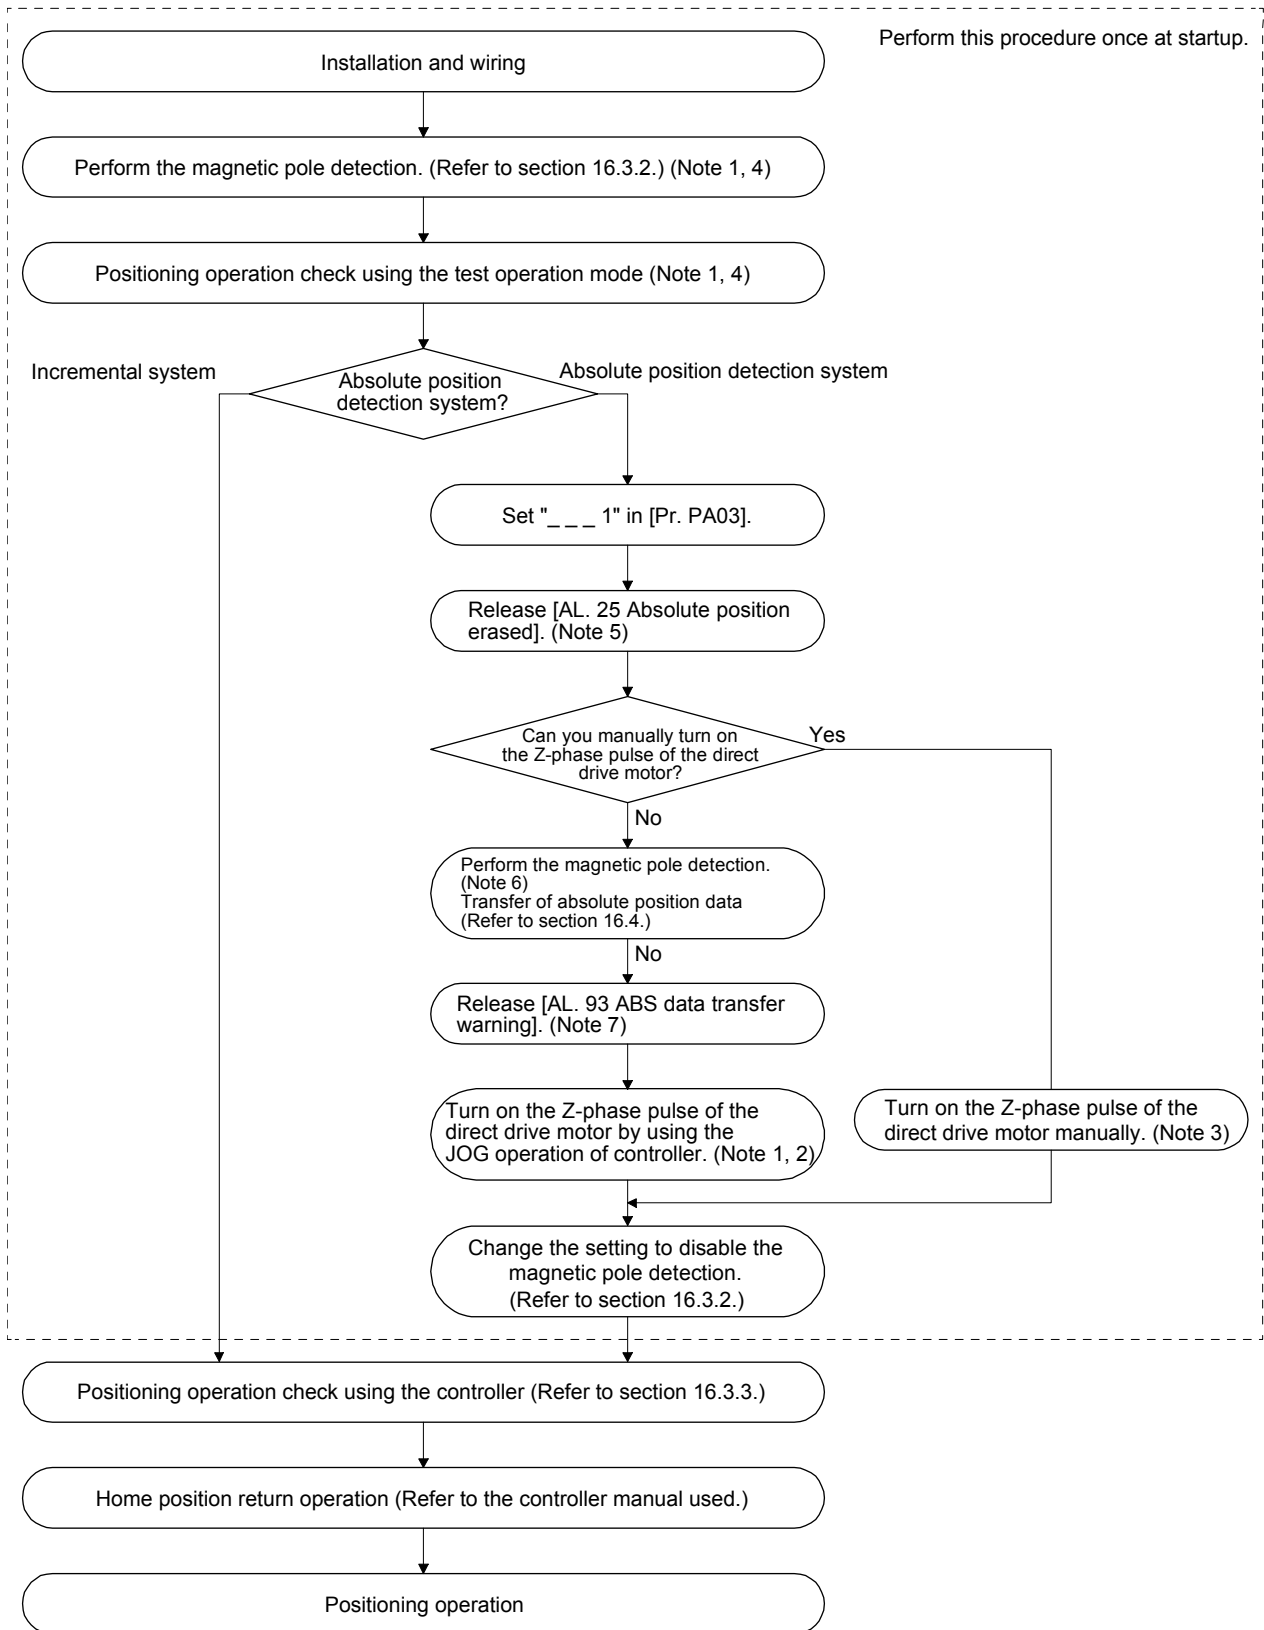 Perform this procedure once at startup.
Installation and wiring
Perform the magnetic pole detection. (Refer to section 16.3.2.) (Note 1, 4)
Positioning operation check using the test operation mode (Note 1, 4)
Incremental system
Absolute position detection system
Absolute position
detection system?
Set "_ _ _ 1" in [Pr. PA03].
Release [AL. 25 Absolute position
erased]. (Note 5)
Can you manually turn on
the Z-phase pulse of the direct
drive motor?
Yes
No
Perform the magnetic pole detection.
(Note 6)
Transfer of absolute position data
(Refer to section 16.4.)
No
Release [AL. 93 ABS data transfer
warning]. (Note 7)
Turn on the Z-phase pulse of the
direct drive motor by using the
JOG operation of controller. (Note 1, 2)
Turn on the Z-phase pulse of the
direct drive motor manually. (Note 3)
Change the setting to disable the
magnetic pole detection.
(Refer to section 16.3.2.)
Positioning operation check using the controller (Refer to section 16.3.3.)
Home position return operation (Refer to the controller manual used.)
Positioning operation